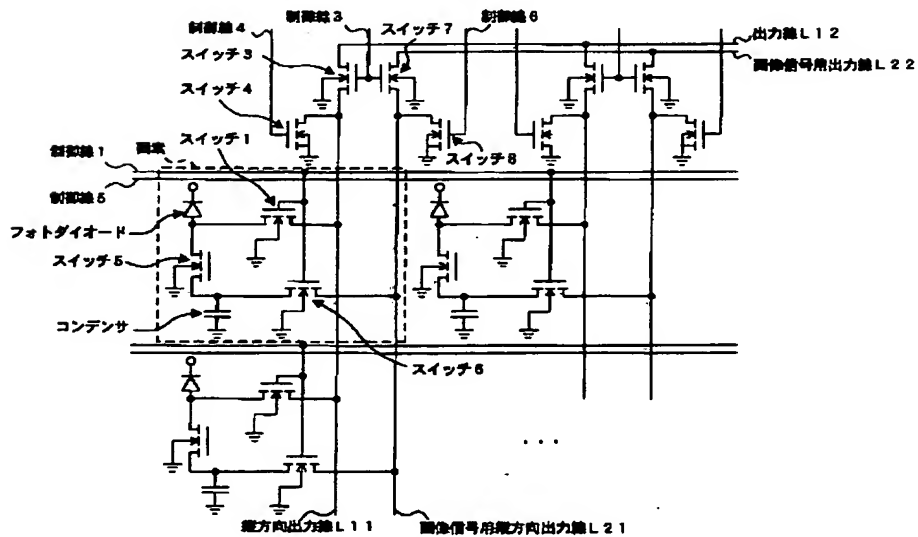 制御線4
制御線3
スイッチ7
制御線6
スイッチ3
出力線L12
画像信号用出力線L22
スイッチ4
スイッチ1
スイッチ8
制御線1
画素
制御線5
フォトダイオード
スイッチ5
コンデンサ
スイッチ6
・・・
縦方向出力線L11
画像信号用縦方向出力線L21